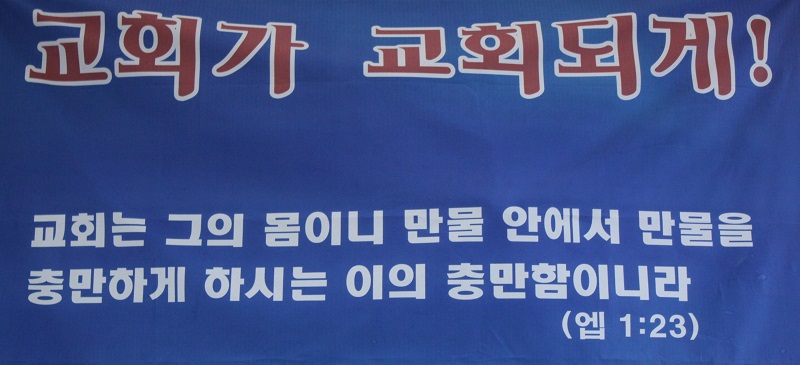 교회가 교회되게!
교회는 그의 몸이니 만물 안에서 만물을
충만하게 하시는 이의 충만함이니라
(엡 1:23)